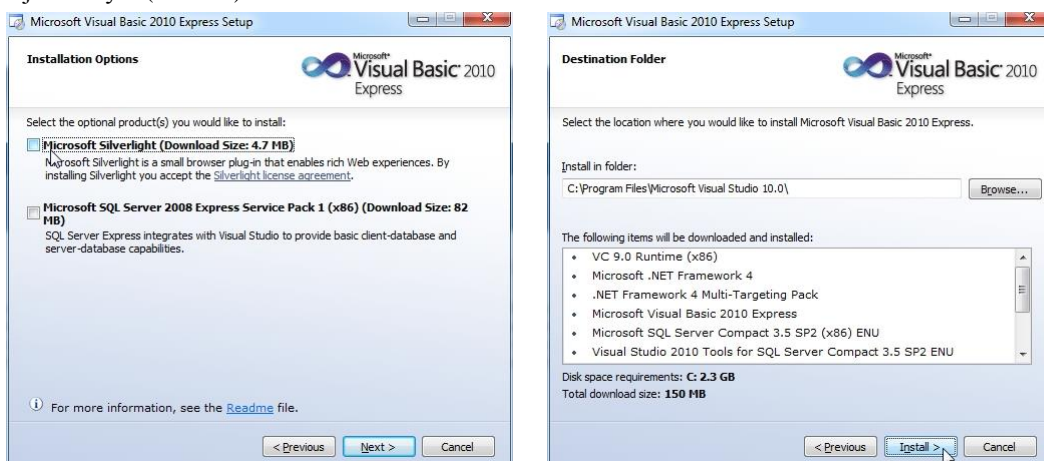 Microsoft Visual Basic 2010 Express Setup
Installation Options
Microsoft®
Visual Basic® 2010
Express
Select the optional product(s) you would like to install:
Microsoft Silverlight (Download Size: 4.7 MB)
Microsoft Silverlight is a small browser plug-in that enables rich Web experiences. By
installing Silverlight you accept the Silverlight license agreement.
Microsoft SQL Server 2008 Express Service Pack 1 (x86) (Download Size: 82
MB)
SQL Server Express integrates with Visual Studio to provide basic client-database and
server-database capabilities.
For more information, see the Readme file.
< Previous
Next >
Cancel
Microsoft Visual Basic 2010 Express Setup
Destination Folder
Microsoft®
Visual Basic® 2010
Express
Select the location where you would like to install Microsoft Visual Basic 2010 Express.
Install in folder:
C:\Program Files\Microsoft Visual Studio 10.0\
Browse...
The following items will be downloaded and installed:
• VC 9.0 Runtime (x86)
• Microsoft .NET Framework 4
• .NET Framework 4 Multi-Targeting Pack
• Microsoft Visual Basic 2010 Express
• Microsoft SQL Server Compact 3.5 SP2 (x86) ENU
• Visual Studio 2010 Tools for SQL Server Compact 3.5 SP2 ENU
Disk space requirements: C: 2.3 GB
Total download size: 150 MB
< Previous
Install >
Cancel